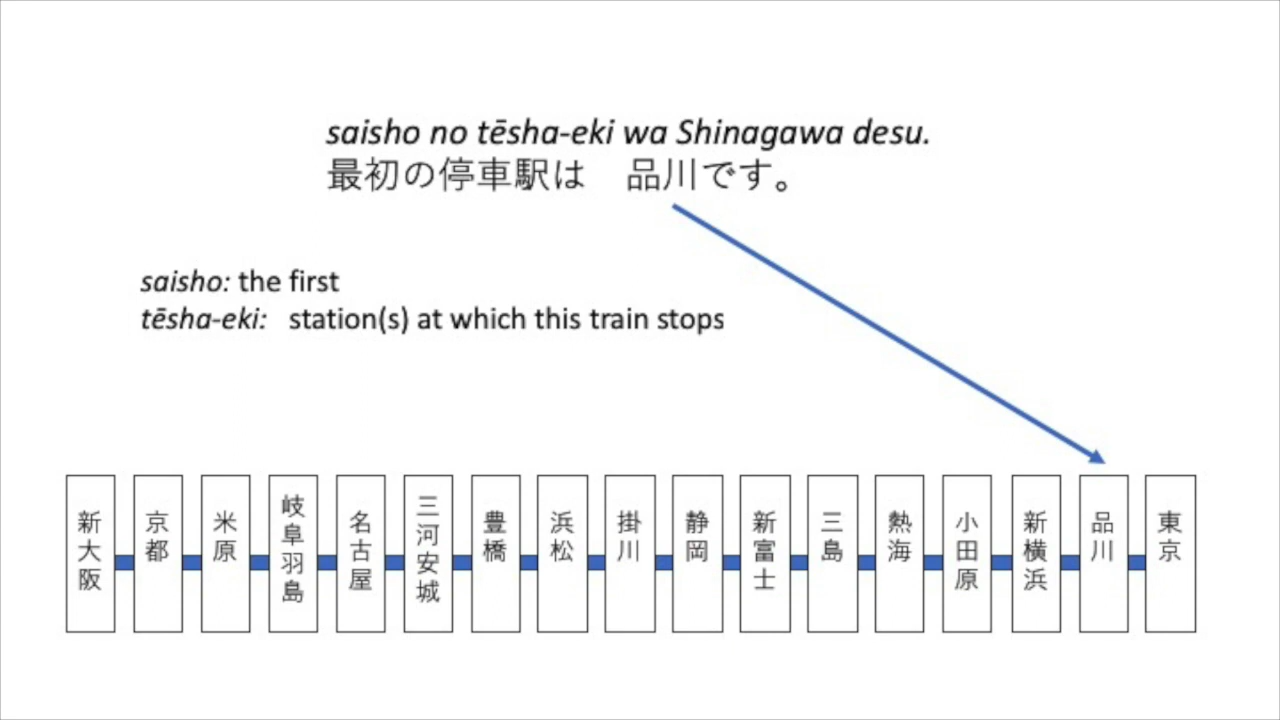 saisho no tēsha-eki wa Shinagawa desu.
最初の停車駅は　品川です。
saisho: the first
tēsha-eki: station(s) at which this train stops
新大阪
京都
米原
岐阜羽島
名古屋
三河安城
豊橋
浜松
掛川
静岡
新富士
三島
熱海
小田原
新横浜
品川
東京